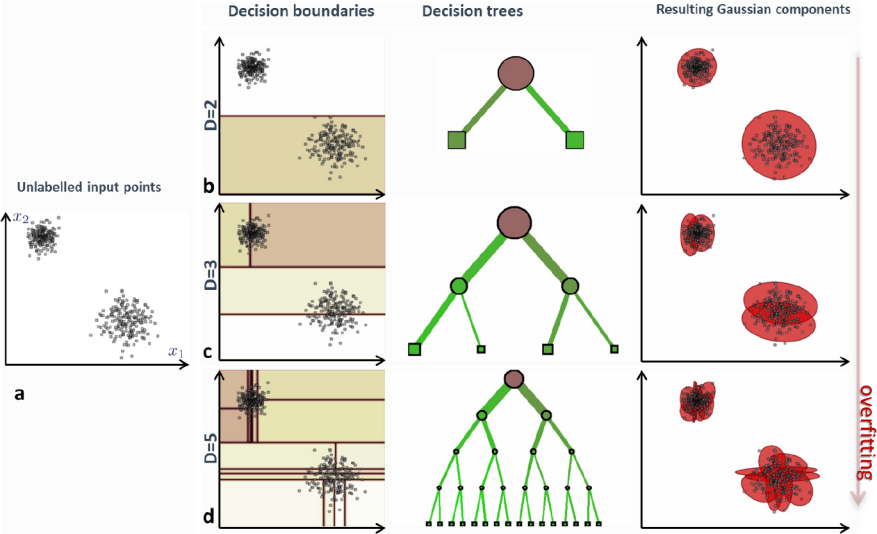 Decision boundaries
Decision trees
Resulting Gaussian components
Unlabelled input points
x2
x1
a
D=2
b
D=3
c
D=5
d
overfitting